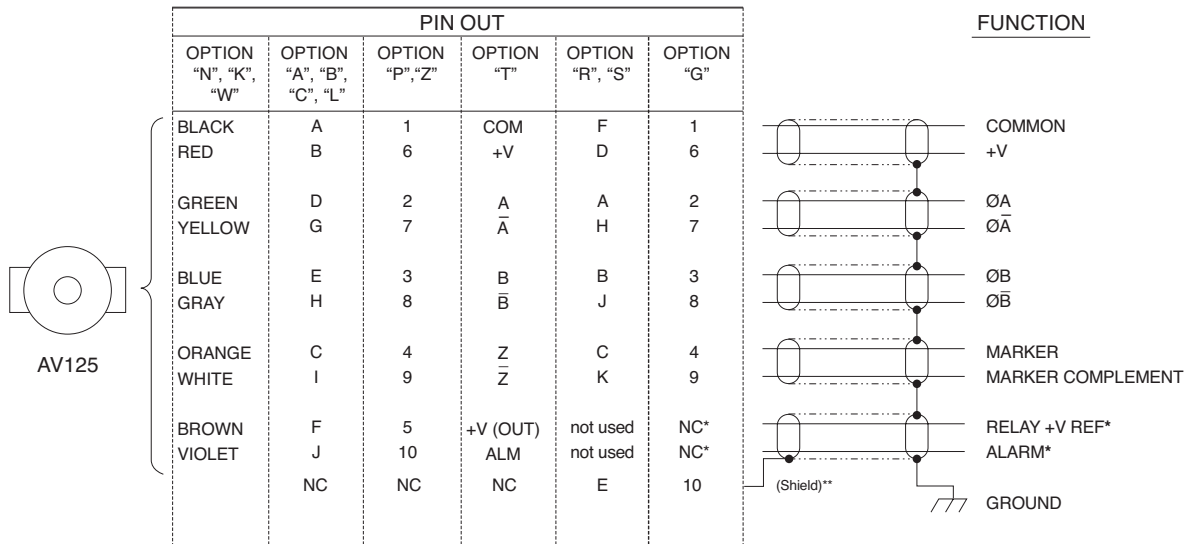 PIN OUT FUNCTION
OPTION OPTION OPTION OPTION OPTION OPTION
“N”, “K”, “A”, “B”, “P”,“Z” “T” “R”, “S” “G”
“W” “C”, “L”
BLACK A 1 COM F 1 COMMON
RED B 6 +V D 6 +V
GREEN D 2 A A 2 ØA
YELLOW G 7 A̅ H 7 ØA̅
BLUE E 3 B B 3 ØB
GRAY H 8 B̅ J 8 ØB̅
AV125
ORANGE C 4 Z C 4 MARKER
WHITE I 9 Z̅ K 9 MARKER COMPLEMENT
BROWN F 5 +V (OUT) not used NC* RELAY +V REF*
VIOLET J 10 ALM not used NC* ALARM*
NC NC NC E 10 (Shield)**
GROUND